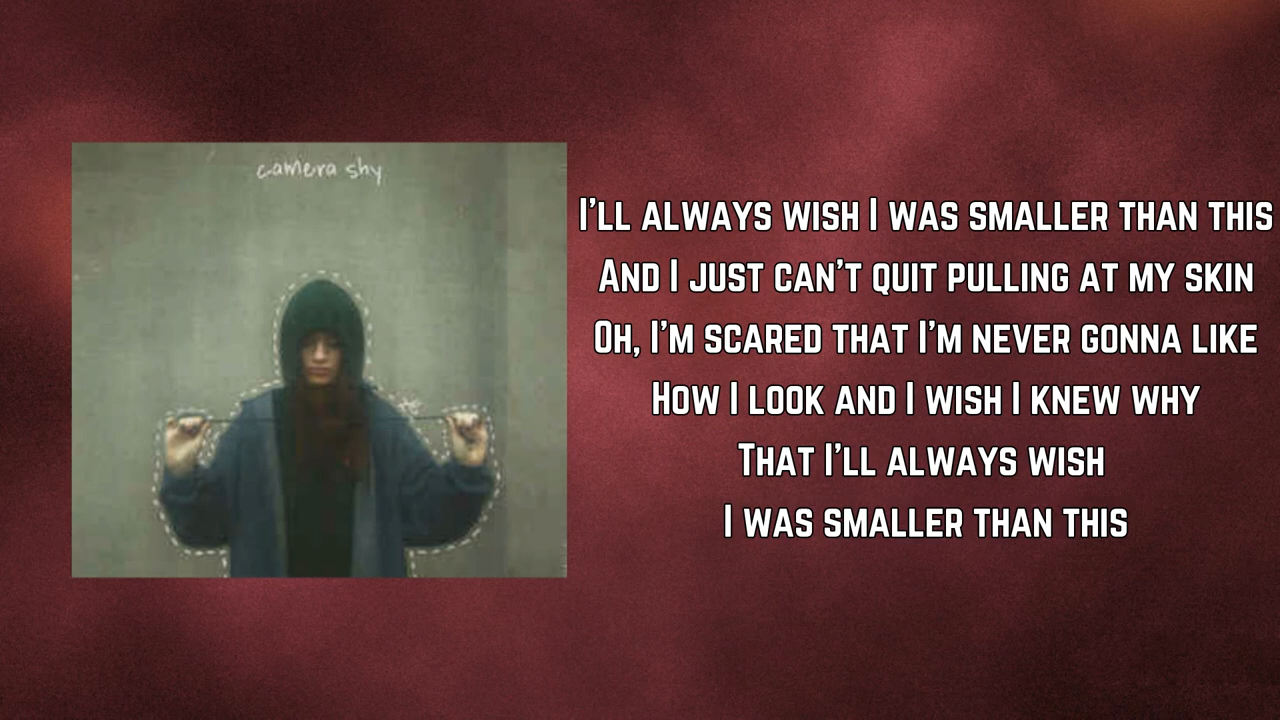 camera shy
I'll always wish I was smaller than this
And I just can't quit pulling at my skin
Oh, I'm scared that I'm never gonna like
How I look and I wish I knew why
That I'll always wish
I was smaller than this